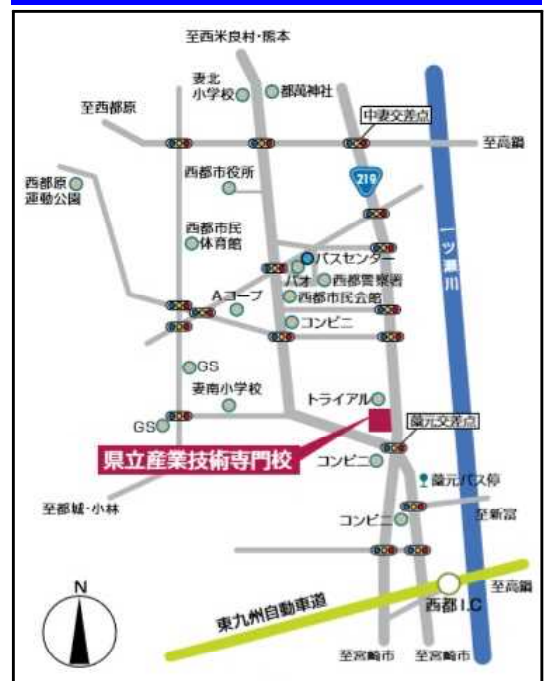 至西米良村・熊本
妻北
小学校
都萬神社
至西都原
中妻交差点
至高鍋
西都市役所
219
西都原
運動公園
西都市民
体育館
一ツ瀬川
バスセンター
パオ
西都警察署
西都市民会館
Aコープ
コンビニ
GS
妻南小学校
トライアル
GS
藺元交差点
県立産業技術専門校
コンビニ
藺元バス停
至都城・小林
コンビニ
至新富
N
至高鍋
西都I.C
東九州自動車道
至宮崎市
至宮崎市